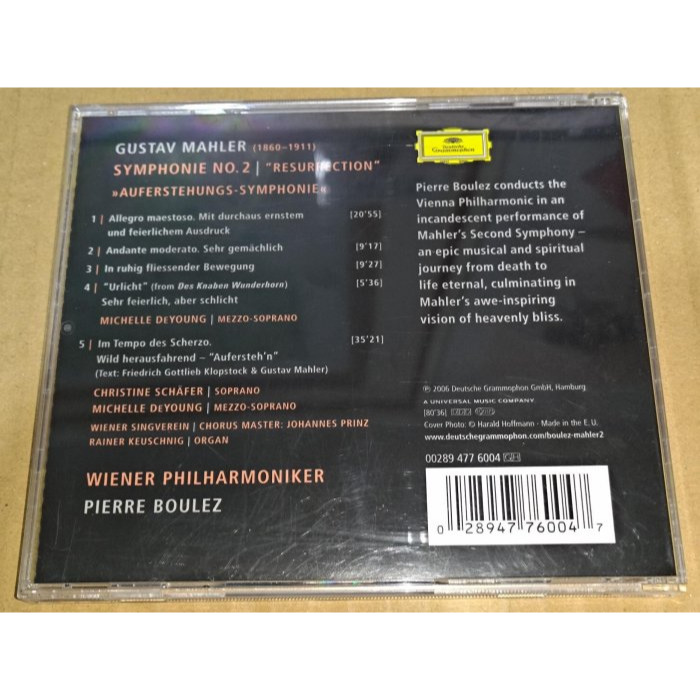 GUSTAV MAHLER (1860–1911)
SYMPHONIE NO. 2 | "RESURRECTION"
»AUFERSTEHUNGS-SYMPHONIE«
1 | Allegro maestoso. Mit durchaus ernstem [20'55]
und feierlichem Ausdruck
2 | Andante moderato. Sehr gemächlich [9'17]
3 | In ruhig fliessender Bewegung [9'27]
4 | "Urlicht" (from Des Knaben Wunderhorn) [5'36]
Sehr feierlich, aber schlicht
MICHELLE DEYOUNG | MEZZO-SOPRANO
5 | Im Tempo des Scherzo. [35'21]
Wild herausfahrend – "Aufersteh'n"
(Text: Friedrich Gottlieb Klopstock & Gustav Mahler)
CHRISTINE SCHÄFER | SOPRANO
MICHELLE DEYOUNG | MEZZO-SOPRANO
WIENER SINGVEREIN | CHORUS MASTER: JOHANNES PRINZ
RAINER KEUSCHNIG | ORGAN
WIENER PHILHARMONIKER
PIERRE BOULEZ
Deutsche
Grammophon
Pierre Boulez conducts the
Vienna Philharmonic in an
incandescent performance of
Mahler's Second Symphony –
an epic musical and spiritual
journey from death to
life eternal, culminating in
Mahler's awe-inspiring
vision of heavenly bliss.
℗ 2006 Deutsche Grammophon GmbH, Hamburg
A UNIVERSAL MUSIC COMPANY
[80'36]
Cover Photo: © Harald Hoffmann · Made in the E.U.
www.deutschegrammophon.com/boulez-mahler2
00289 477 6004 GH
0 28947 76004 7